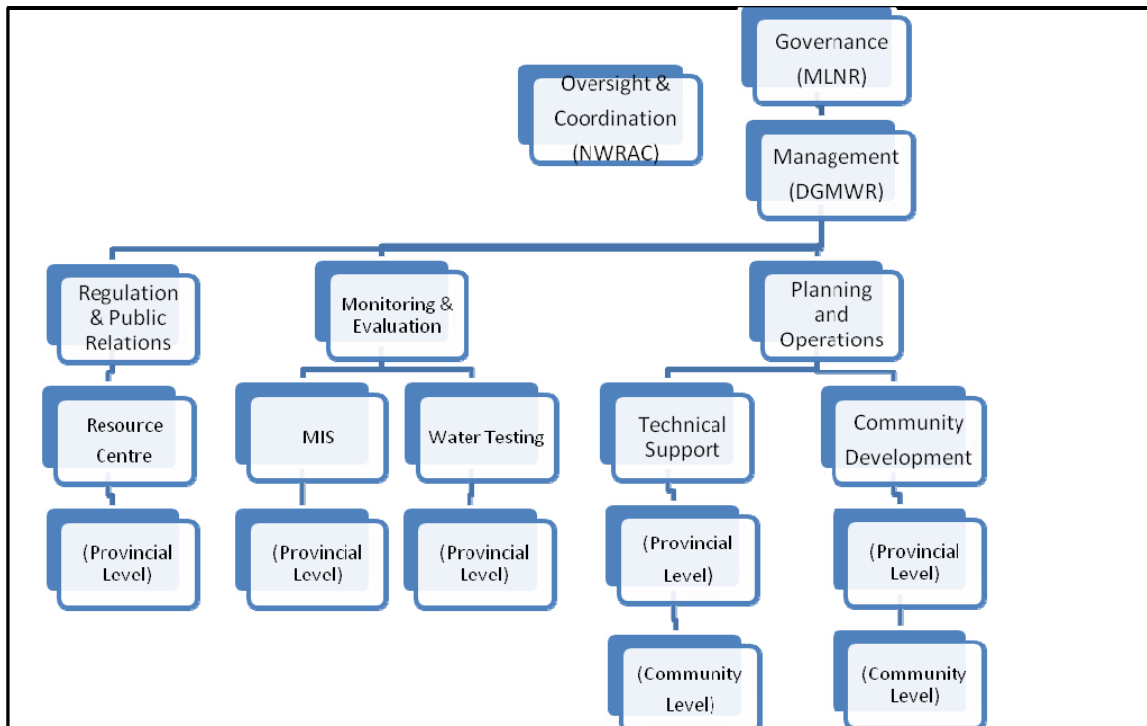 Governance
(MLNR)
Oversight &
Coordination
(NWRAC)
Management
(DGMWR)
Regulation
& Public
Relations
Monitoring &
Evaluation
Planning
and
Operations
Resource
Centre
MIS
Water Testing
Technical
Support
Community
Development
(Provincial
Level)
(Provincial
Level)
(Provincial
Level)
(Provincial
Level)
(Provincial
Level)
(Community
Level)
(Community
Level)